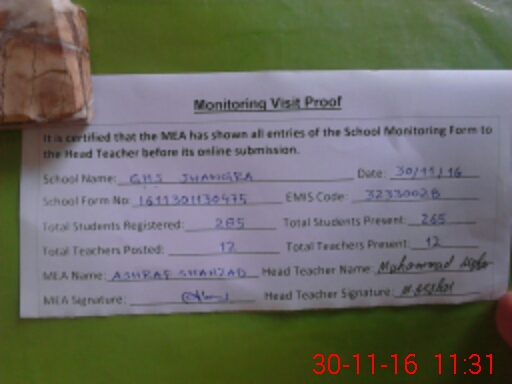 Monitoring Visit Proof
It is certified that the MEA has shown all entries of the School Monitoring Form to
the Head Teacher before its online submission.
School Name: GHS JHANGRA Date: 30/11/16
School Form No: 1611301130475 EMIS Code: 32330028
Total Students Registered: 285 Total Students Present: 265
Total Teachers Posted: 12 Total Teachers Present: 12
MEA Name: ASHRAF SHAHZAD Head Teacher Name: Mohammad
MEA Signature: Head Teacher Signature:
30-11-16 11:31